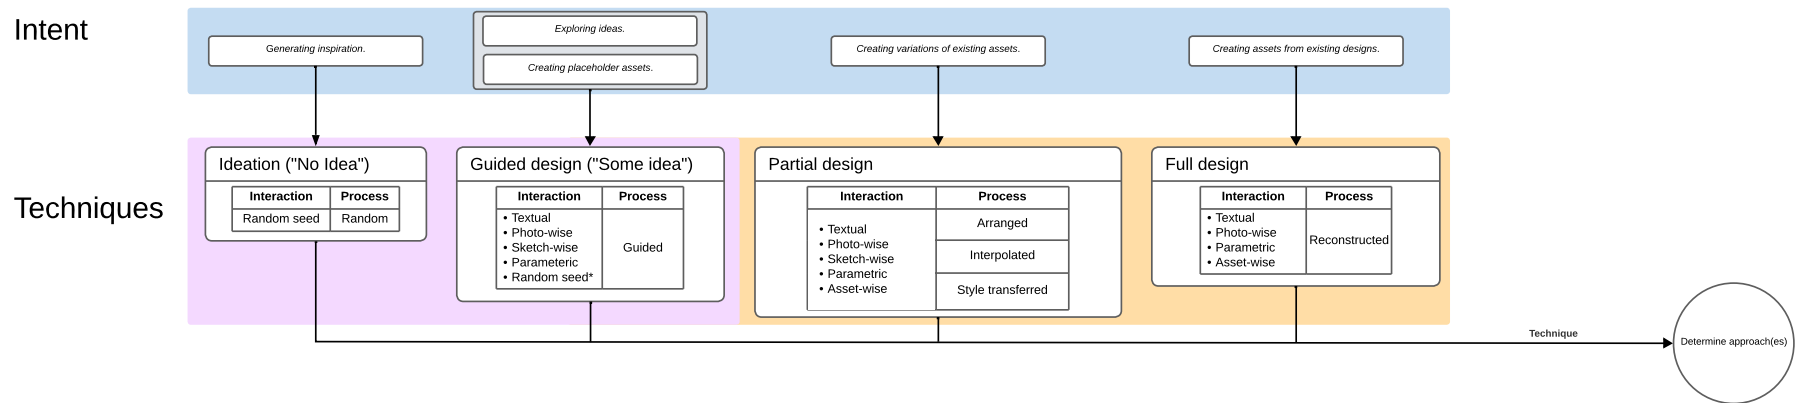 Intent
Generating inspiration.
Exploring ideas.
Creating placeholder assets.
Creating variations of existing assets.
Creating assets from existing designs.
Techniques
Ideation ("No Idea")
Interaction Process
Random seed Random
Guided design ("Some idea")
Interaction Process
• Textual
• Photo-wise
• Sketch-wise
• Parameteric
• Random seed*
Guided
Partial design
Interaction Process
• Textual
• Photo-wise
• Sketch-wise
• Parametric
• Asset-wise
Arranged
Interpolated
Style transferred
Full design
Interaction Process
• Textual
• Photo-wise
• Parametric
• Asset-wise
Reconstructed
Technique
Determine approach(es)